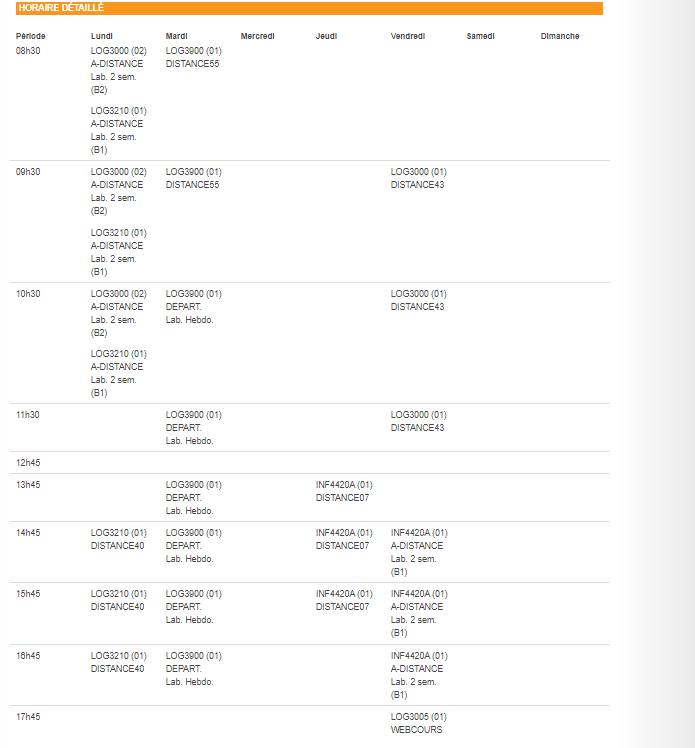 HORAIRE DÉTAILLÉ
Période Lundi Mardi Mercredi Jeudi Vendredi Samedi Dimanche
08h30 LOG3000 (02) LOG3900 (01)
A-DISTANCE DISTANCE55
Lab. 2 sem.
(B2)
LOG3210 (01)
A-DISTANCE
Lab. 2 sem.
(B1)
09h30 LOG3000 (02) LOG3900 (01) LOG3000 (01)
A-DISTANCE DISTANCE55 DISTANCE43
Lab. 2 sem.
(B2)
LOG3210 (01)
A-DISTANCE
Lab. 2 sem.
(B1)
10h30 LOG3000 (02) LOG3900 (01) LOG3000 (01)
A-DISTANCE DEPART. DISTANCE43
Lab. 2 sem. Lab. Hebdo.
(B2)
LOG3210 (01)
A-DISTANCE
Lab. 2 sem.
(B1)
11h30 LOG3900 (01) LOG3000 (01)
DEPART. DISTANCE43
Lab. Hebdo.
12h45
13h45 LOG3900 (01) INF4420A (01)
DEPART. DISTANCE07
Lab. Hebdo.
14h45 LOG3210 (01) LOG3900 (01) INF4420A (01) INF4420A (01)
DISTANCE40 DEPART. DISTANCE07 A-DISTANCE
Lab. Hebdo. Lab. 2 sem.
(B1)
15h45 LOG3210 (01) LOG3900 (01) INF4420A (01) INF4420A (01)
DISTANCE40 DEPART. DISTANCE07 A-DISTANCE
Lab. Hebdo. Lab. 2 sem.
(B1)
16h45 LOG3210 (01) LOG3900 (01) INF4420A (01)
DISTANCE40 DEPART. A-DISTANCE
Lab. Hebdo. Lab. 2 sem.
(B1)
17h45 LOG3005 (01)
WEBCOURS